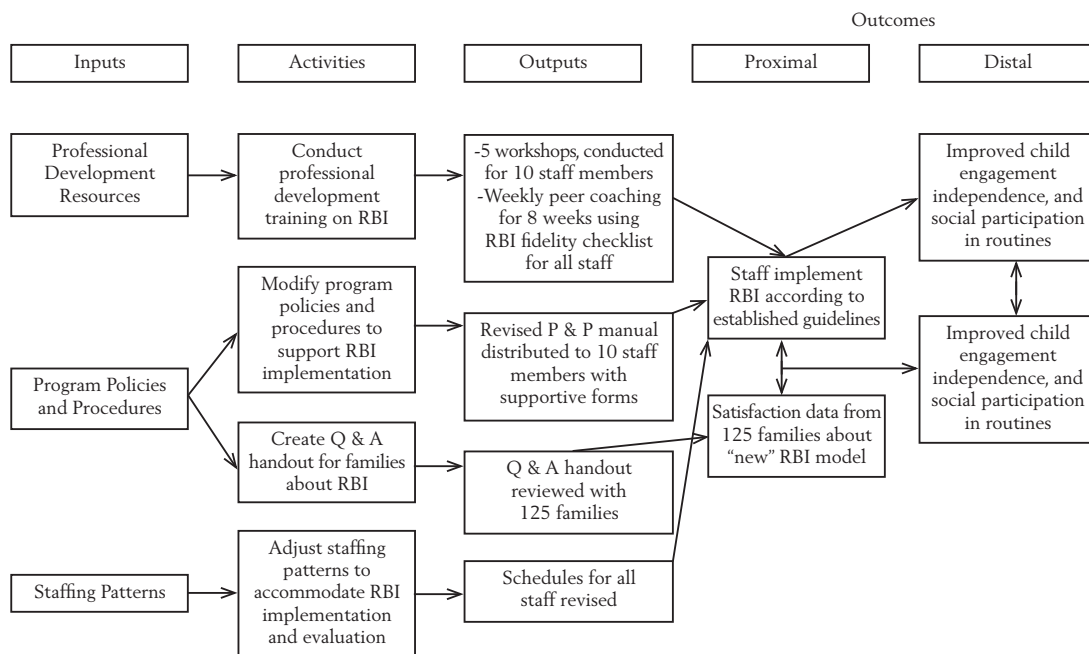 Outcomes
Inputs
Activities
Outputs
Proximal
Distal
Professional
Development
Resources
Conduct
professional
development
training on RBI
-5 workshops, conducted
for 10 staff members
-Weekly peer coaching
for 8 weeks using
RBI fidelity checklist
for all staff
Improved child
engagement
independence, and
social participation
in routines
Modify program
policies and
procedures to
support RBI
implementation
Staff implement
RBI according to
established guidelines
Revised P & P manual
distributed to 10 staff
members with
supportive forms
Improved child
engagement
independence, and
social participation
in routines
Program Policies
and Procedures
Create Q & A
handout for families
about RBI
Satisfaction data from
125 families about
“new” RBI model
Q & A handout
reviewed with
125 families
Staffing Patterns
Adjust staffing
patterns to
accommodate RBI
implementation
and evaluation
Schedules for all
staff revised